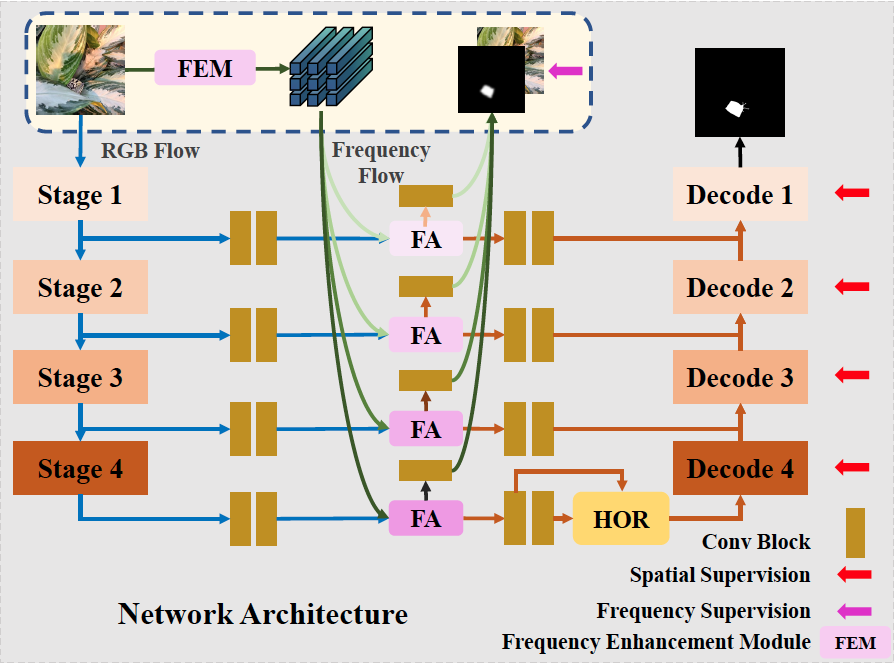 FEM
RGB Flow
Frequency
Flow
Stage 1
Decode 1
FA
Stage 2
Decode 2
FA
Stage 3
Decode 3
FA
Stage 4
Decode 4
FA
HOR
Conv Block
Spatial Supervision
Network Architecture
Frequency Supervision
Frequency Enhancement Module
FEM